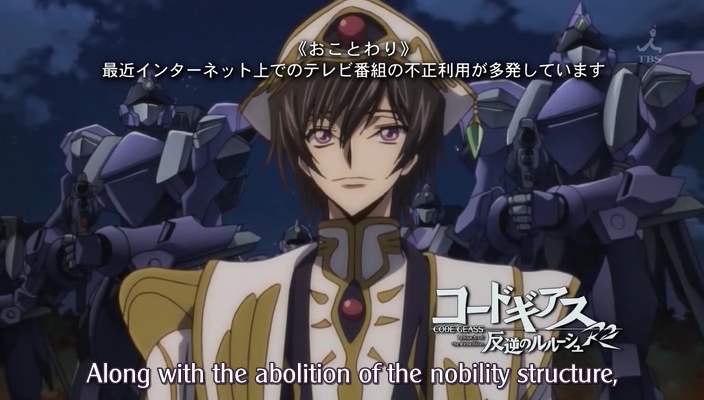 《おことわり》
TBS
最近インターネット上でのテレビ番組の不正利用が多発しています
コードギアス
CODE GEASS
反逆のルルーシュ R2
Along with the abolition of the nobility structure,